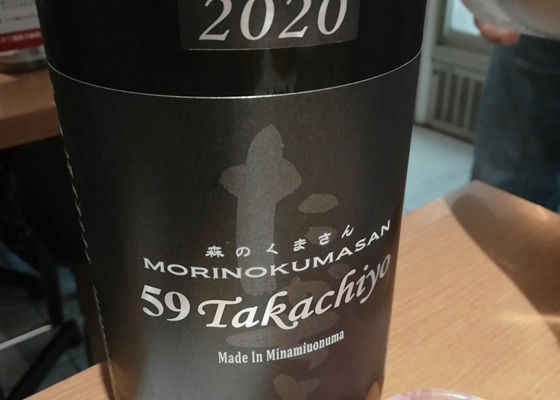 2020
森のくまさん
MORINOKUMASAN
59 Takachiyo
Made In Minamiuonuma